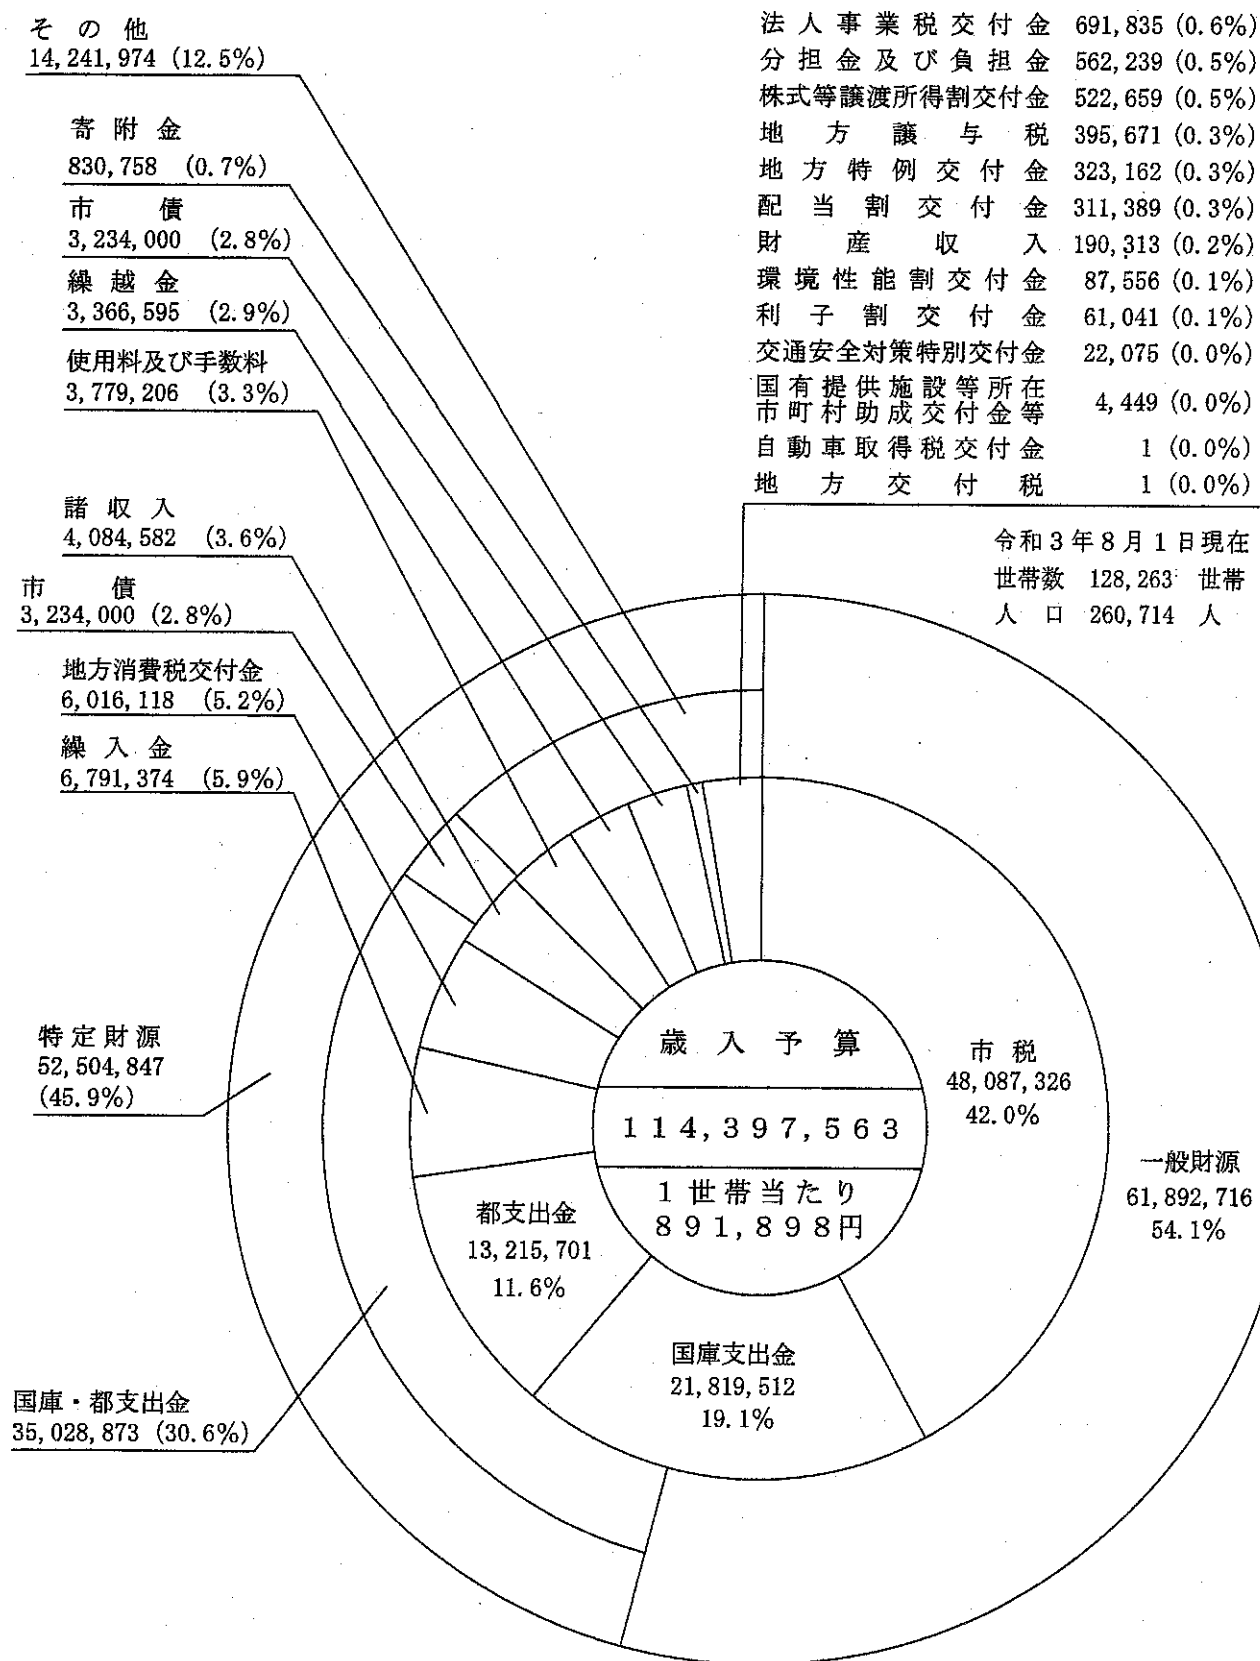 その他
14,241,974 (12.5%)
寄附金
830,758 (0.7%)
市債
3,234,000 (2.8%)
繰越金
3,366,595 (2.9%)
使用料及び手数料
3,779,206 (3.3%)
諸収入
4,084,582 (3.6%)
市債
3,234,000 (2.8%)
地方消費税交付金
6,016,118 (5.2%)
繰入金
6,791,374 (5.9%)
特定財源
52,504,847
(45.9%)
国庫・都支出金
35,028,873 (30.6%)
法人事業税交付金 691,835 (0.6%)
分担金及び負担金 562,239 (0.5%)
株式等譲渡所得割交付金 522,659 (0.5%)
地方譲与税 395,671 (0.3%)
地方特例交付金 323,162 (0.3%)
配当割交付金 311,389 (0.3%)
財産収入 190,313 (0.2%)
環境性能割交付金 87,556 (0.1%)
利子割交付金 61,041 (0.1%)
交通安全対策特別交付金 22,075 (0.0%)
国有提供施設等所在
市町村助成交付金等 4,449 (0.0%)
自動車取得税交付金 1 (0.0%)
地方交付税 1 (0.0%)
令和3年8月1日現在
世帯数 128,263 世帯
人口 260,714 人
歳入予算
114,397,563
1世帯当たり
891,898円
市税
48,087,326
42.0%
一般財源
61,892,716
54.1%
都支出金
13,215,701
11.6%
国庫支出金
21,819,512
19.1%